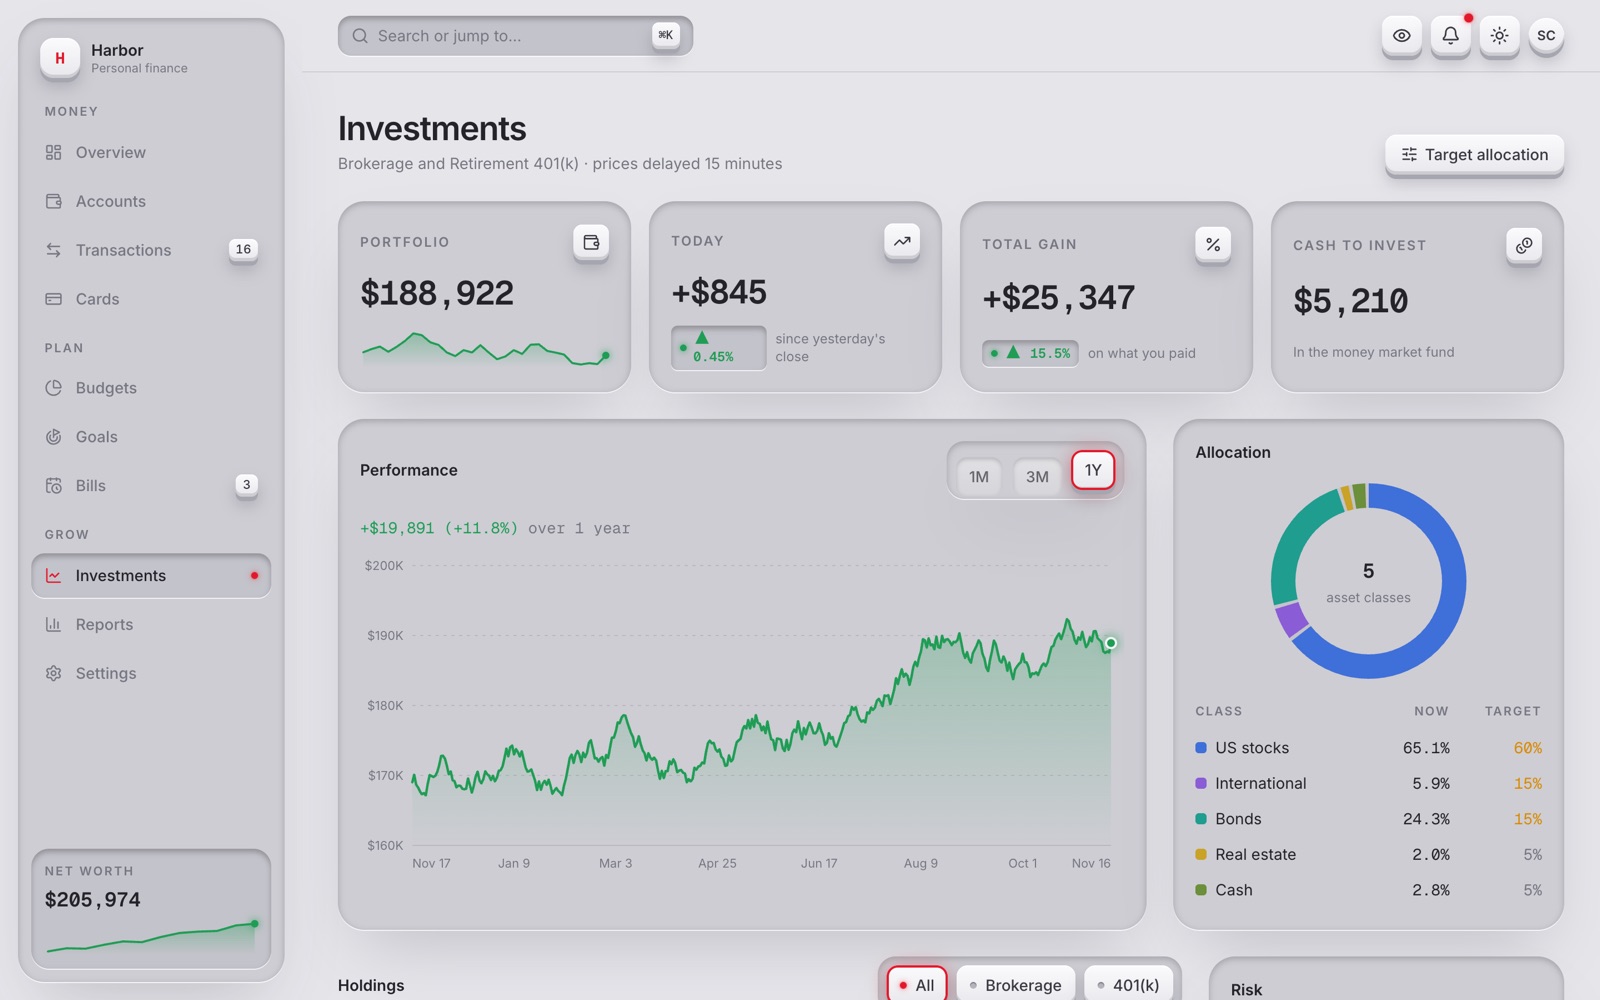 H
Harbor
Personal finance
MONEY
Overview
Accounts
Transactions 16
Cards
PLAN
Budgets
Goals
Bills 3
GROW
Investments
Reports
Settings
NET WORTH
$205,974
Search or jump to... ⌘K
SC
Investments
Brokerage and Retirement 401(k) · prices delayed 15 minutes
Target allocation
PORTFOLIO
$188,922
TODAY
+$845
▲ 0.45%
since yesterday's
close
TOTAL GAIN
+$25,347
▲ 15.5% on what you paid
CASH TO INVEST
$5,210
In the money market fund
Performance
1M 3M 1Y
+$19,891 (+11.8%) over 1 year
$200K
$190K
$180K
$170K
$160K
Nov 17 Jan 9 Mar 3 Apr 25 Jun 17 Aug 9 Oct 1 Nov 16
Allocation
5
asset classes
CLASS NOW TARGET
US stocks 65.1% 60%
International 5.9% 15%
Bonds 24.3% 15%
Real estate 2.0% 5%
Cash 2.8% 5%
Holdings
All Brokerage 401(k)
Risk